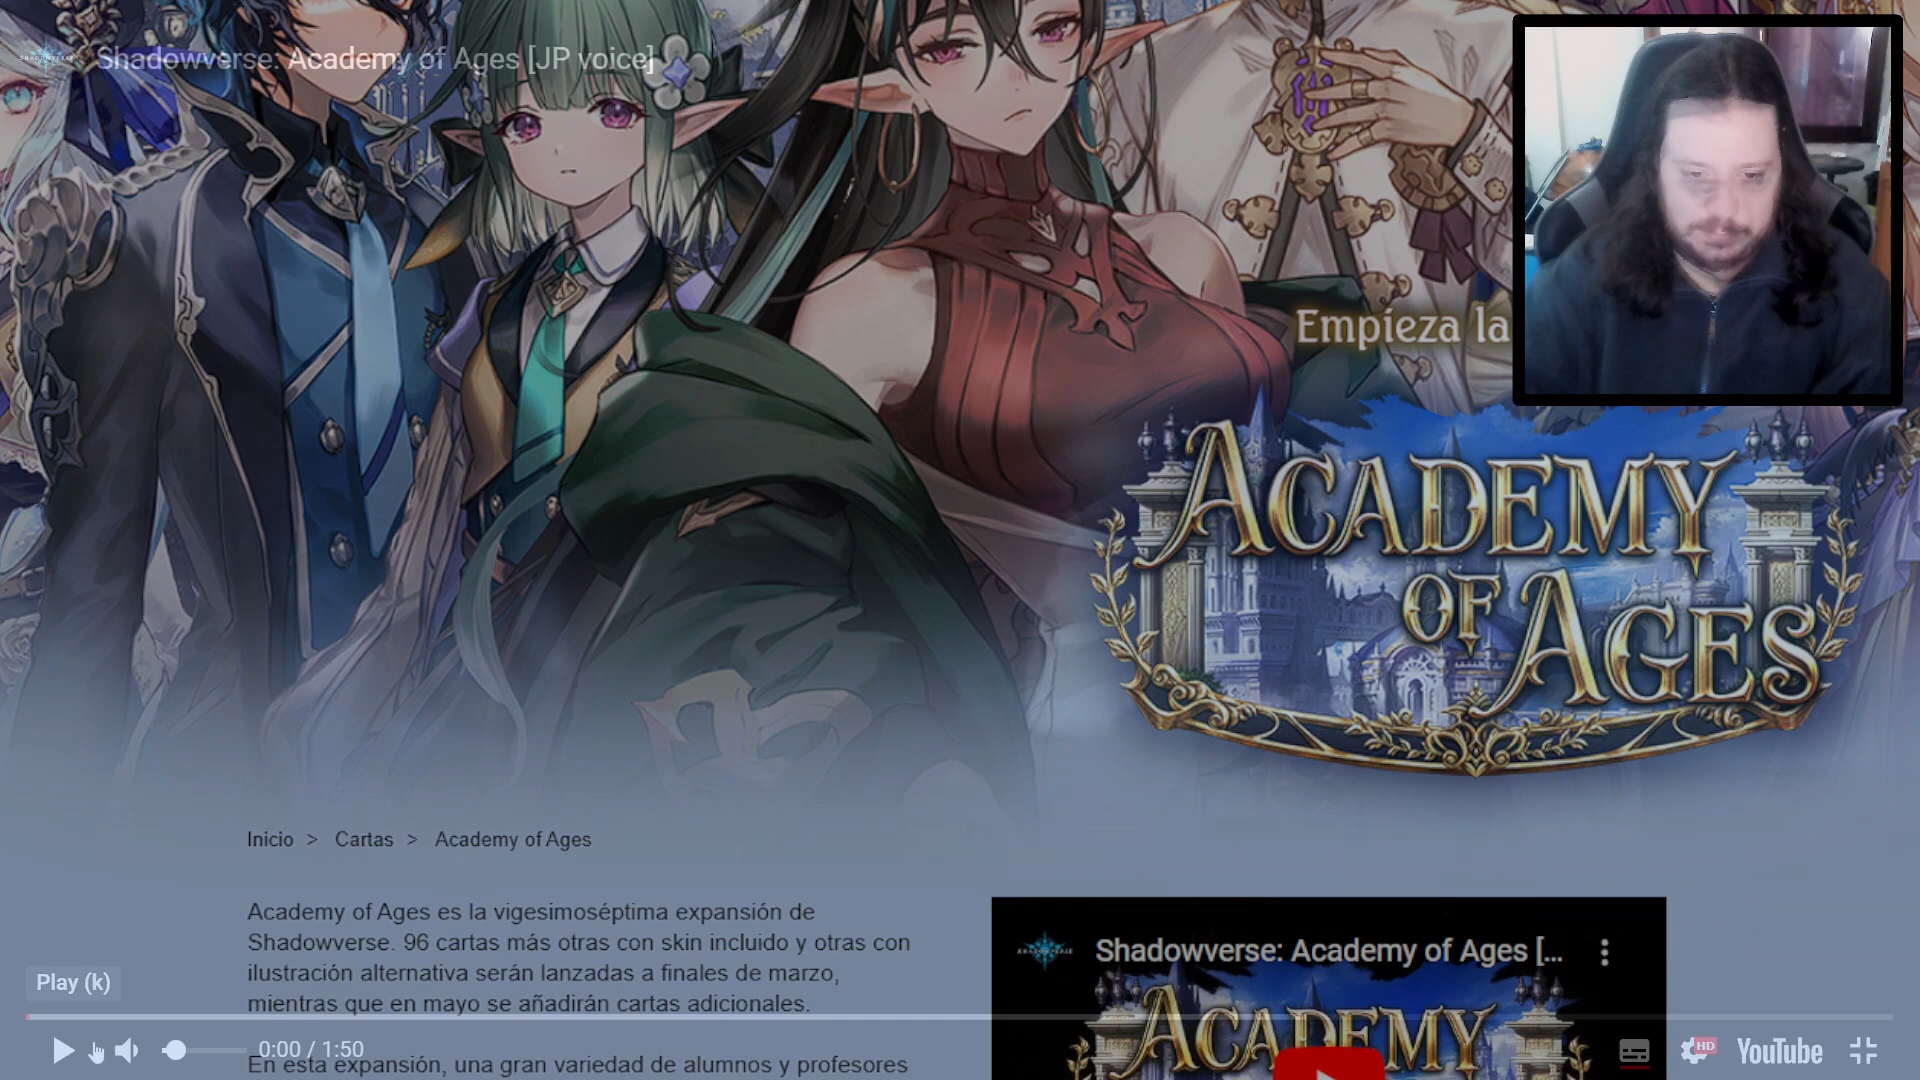 Shadowverse: Academy of Ages [JP voice]
Empieza la
ACADEMY
OF AGES
Inicio > Cartas > Academy of Ages
Academy of Ages es la vigesimoséptima expansión de
Shadowverse. 96 cartas más otras con skin incluido y otras con
ilustración alternativa serán lanzadas a finales de marzo,
mientras que en mayo se añadirán cartas adicionales.
En esta expansión, una gran variedad de alumnos y profesores
Shadowverse: Academy of Ages [...
ACADEMY
Play (k)
0:00 / 1:50
HD
YouTube